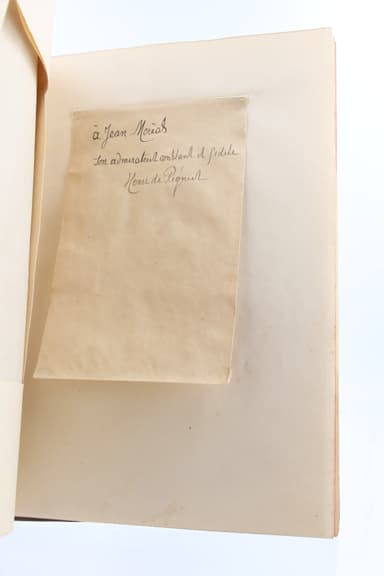 à Jean Moréas
son admirateur constant et fidèle
Henri de Régnier